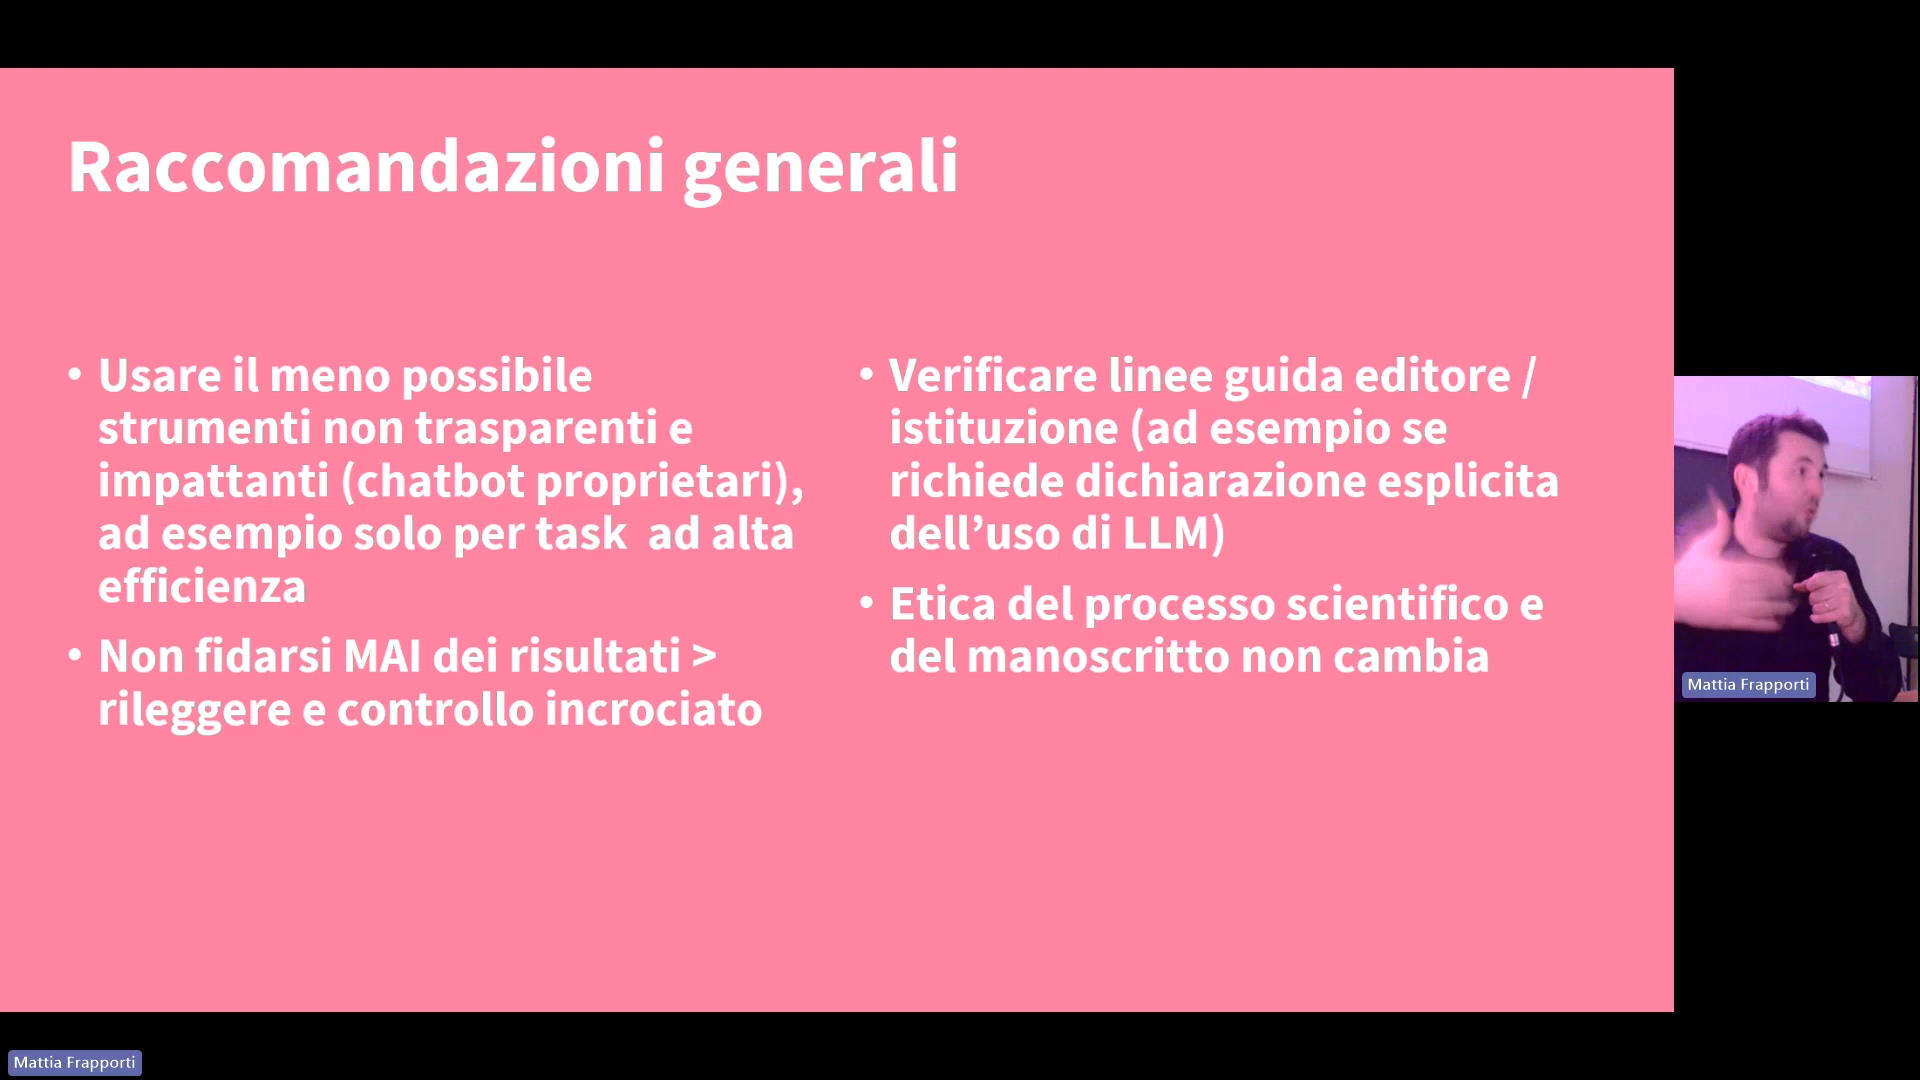 Raccomandazioni generali
• Usare il meno possibile
strumenti non trasparenti e
impattanti (chatbot proprietari),
ad esempio solo per task  ad alta
efficienza
• Non fidarsi MAI dei risultati >
rileggere e controllo incrociato
• Verificare linee guida editore /
istituzione (ad esempio se
richiede dichiarazione esplicita
dell’uso di LLM)
• Etica del processo scientifico e
del manoscritto non cambia
Mattia Frapporti
Mattia Frapporti